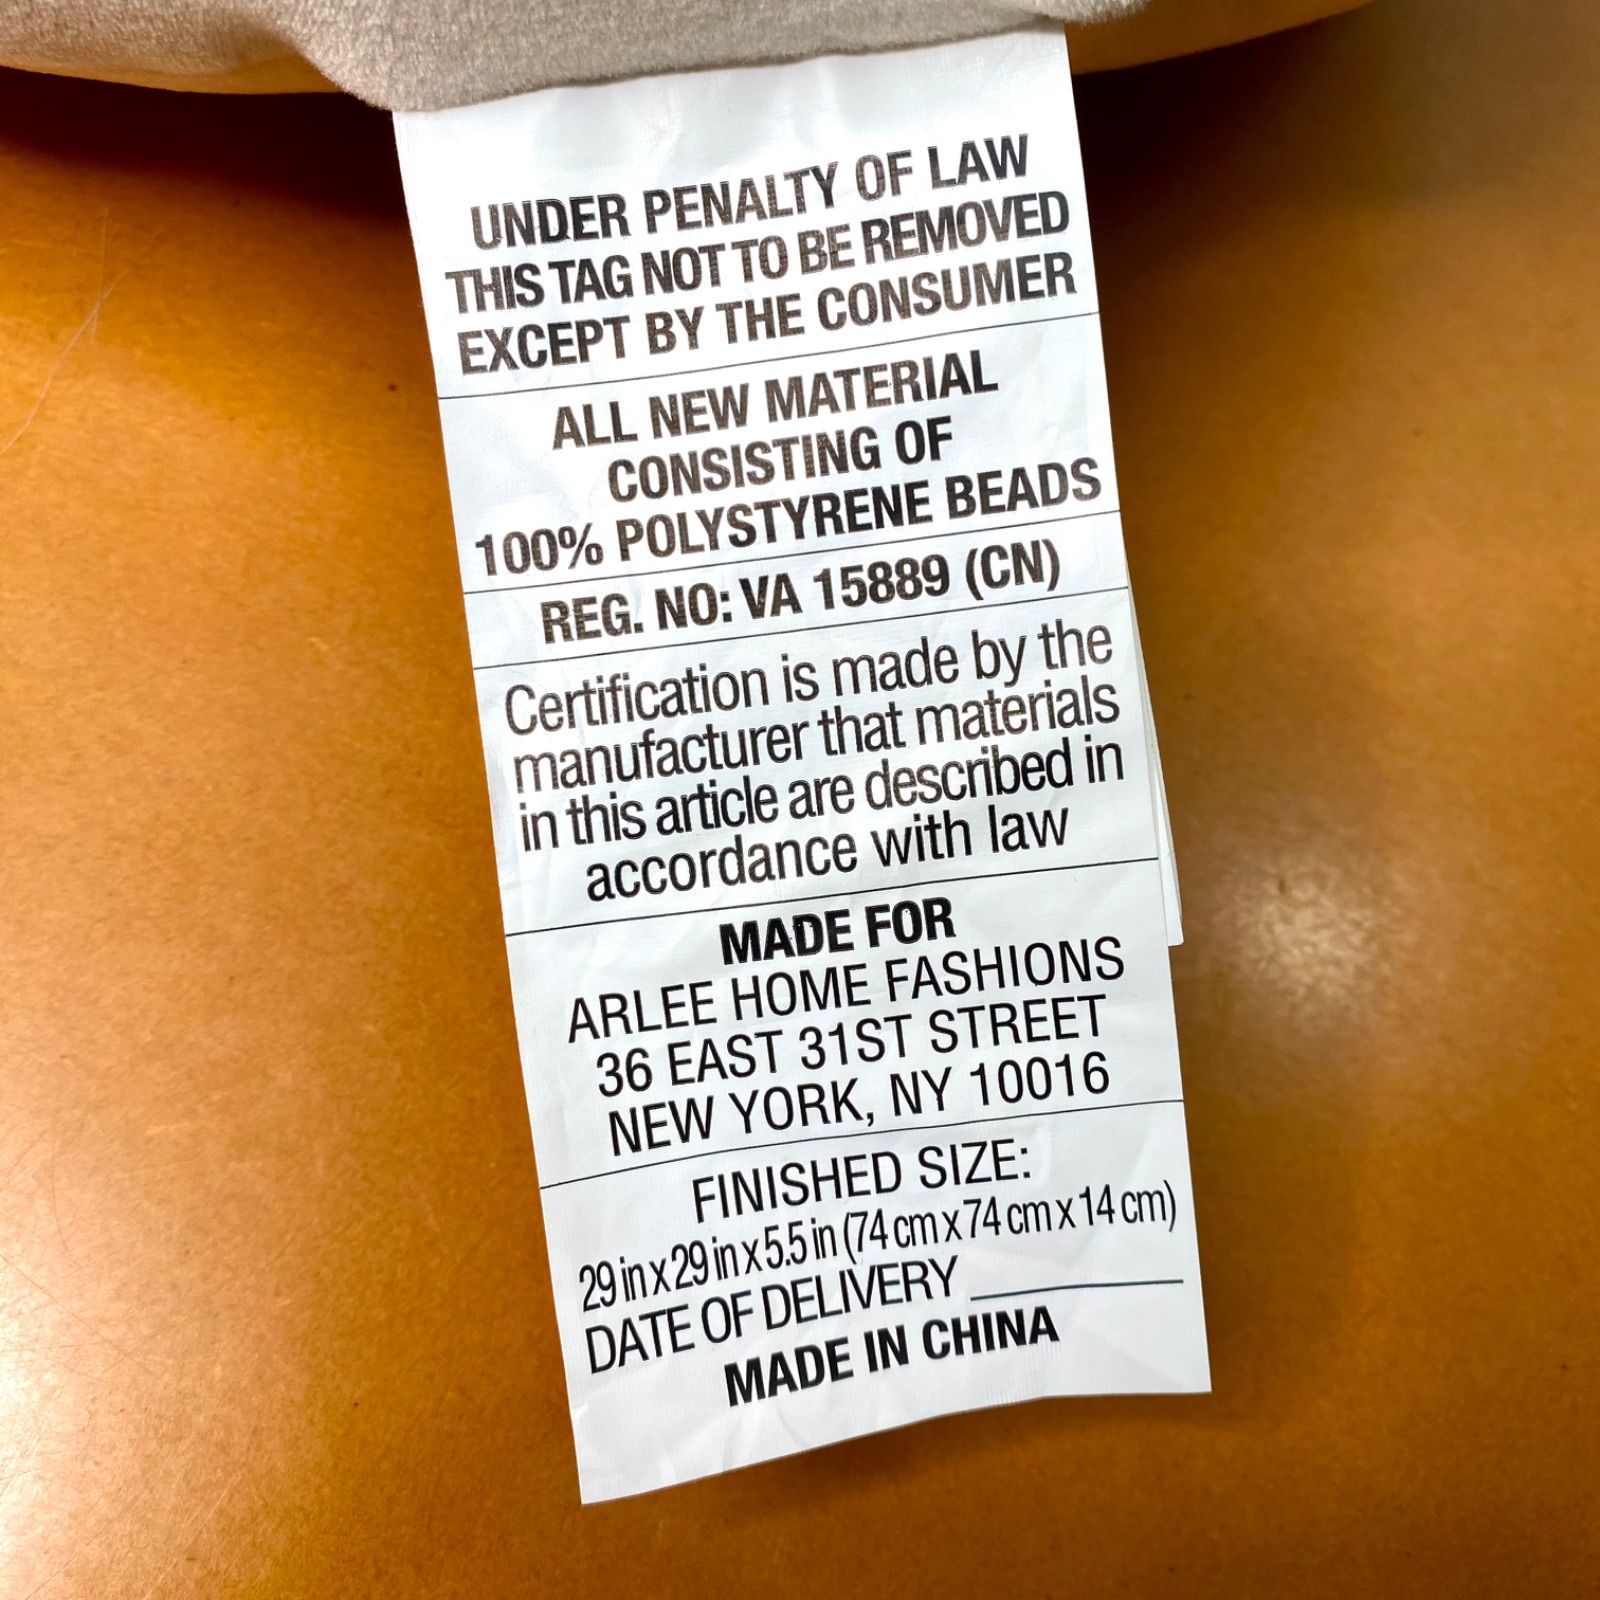 UNDER PENALTY OF LAW
THIS TAG NOT TO BE REMOVED
EXCEPT BY THE CONSUMER
ALL NEW MATERIAL
CONSISTING OF
100% POLYSTYRENE BEADS
REG. NO: VA 15889 (CN)
Certification is made by the
manufacturer that materials
in this article are described in
accordance with law
MADE FOR
ARLEE HOME FASHIONS
36 EAST 31ST STREET
NEW YORK, NY 10016
FINISHED SIZE:
29 in x 29 in x 5.5 in (74 cm x 74 cm x 14 cm)
DATE OF DELIVERY __________
MADE IN CHINA